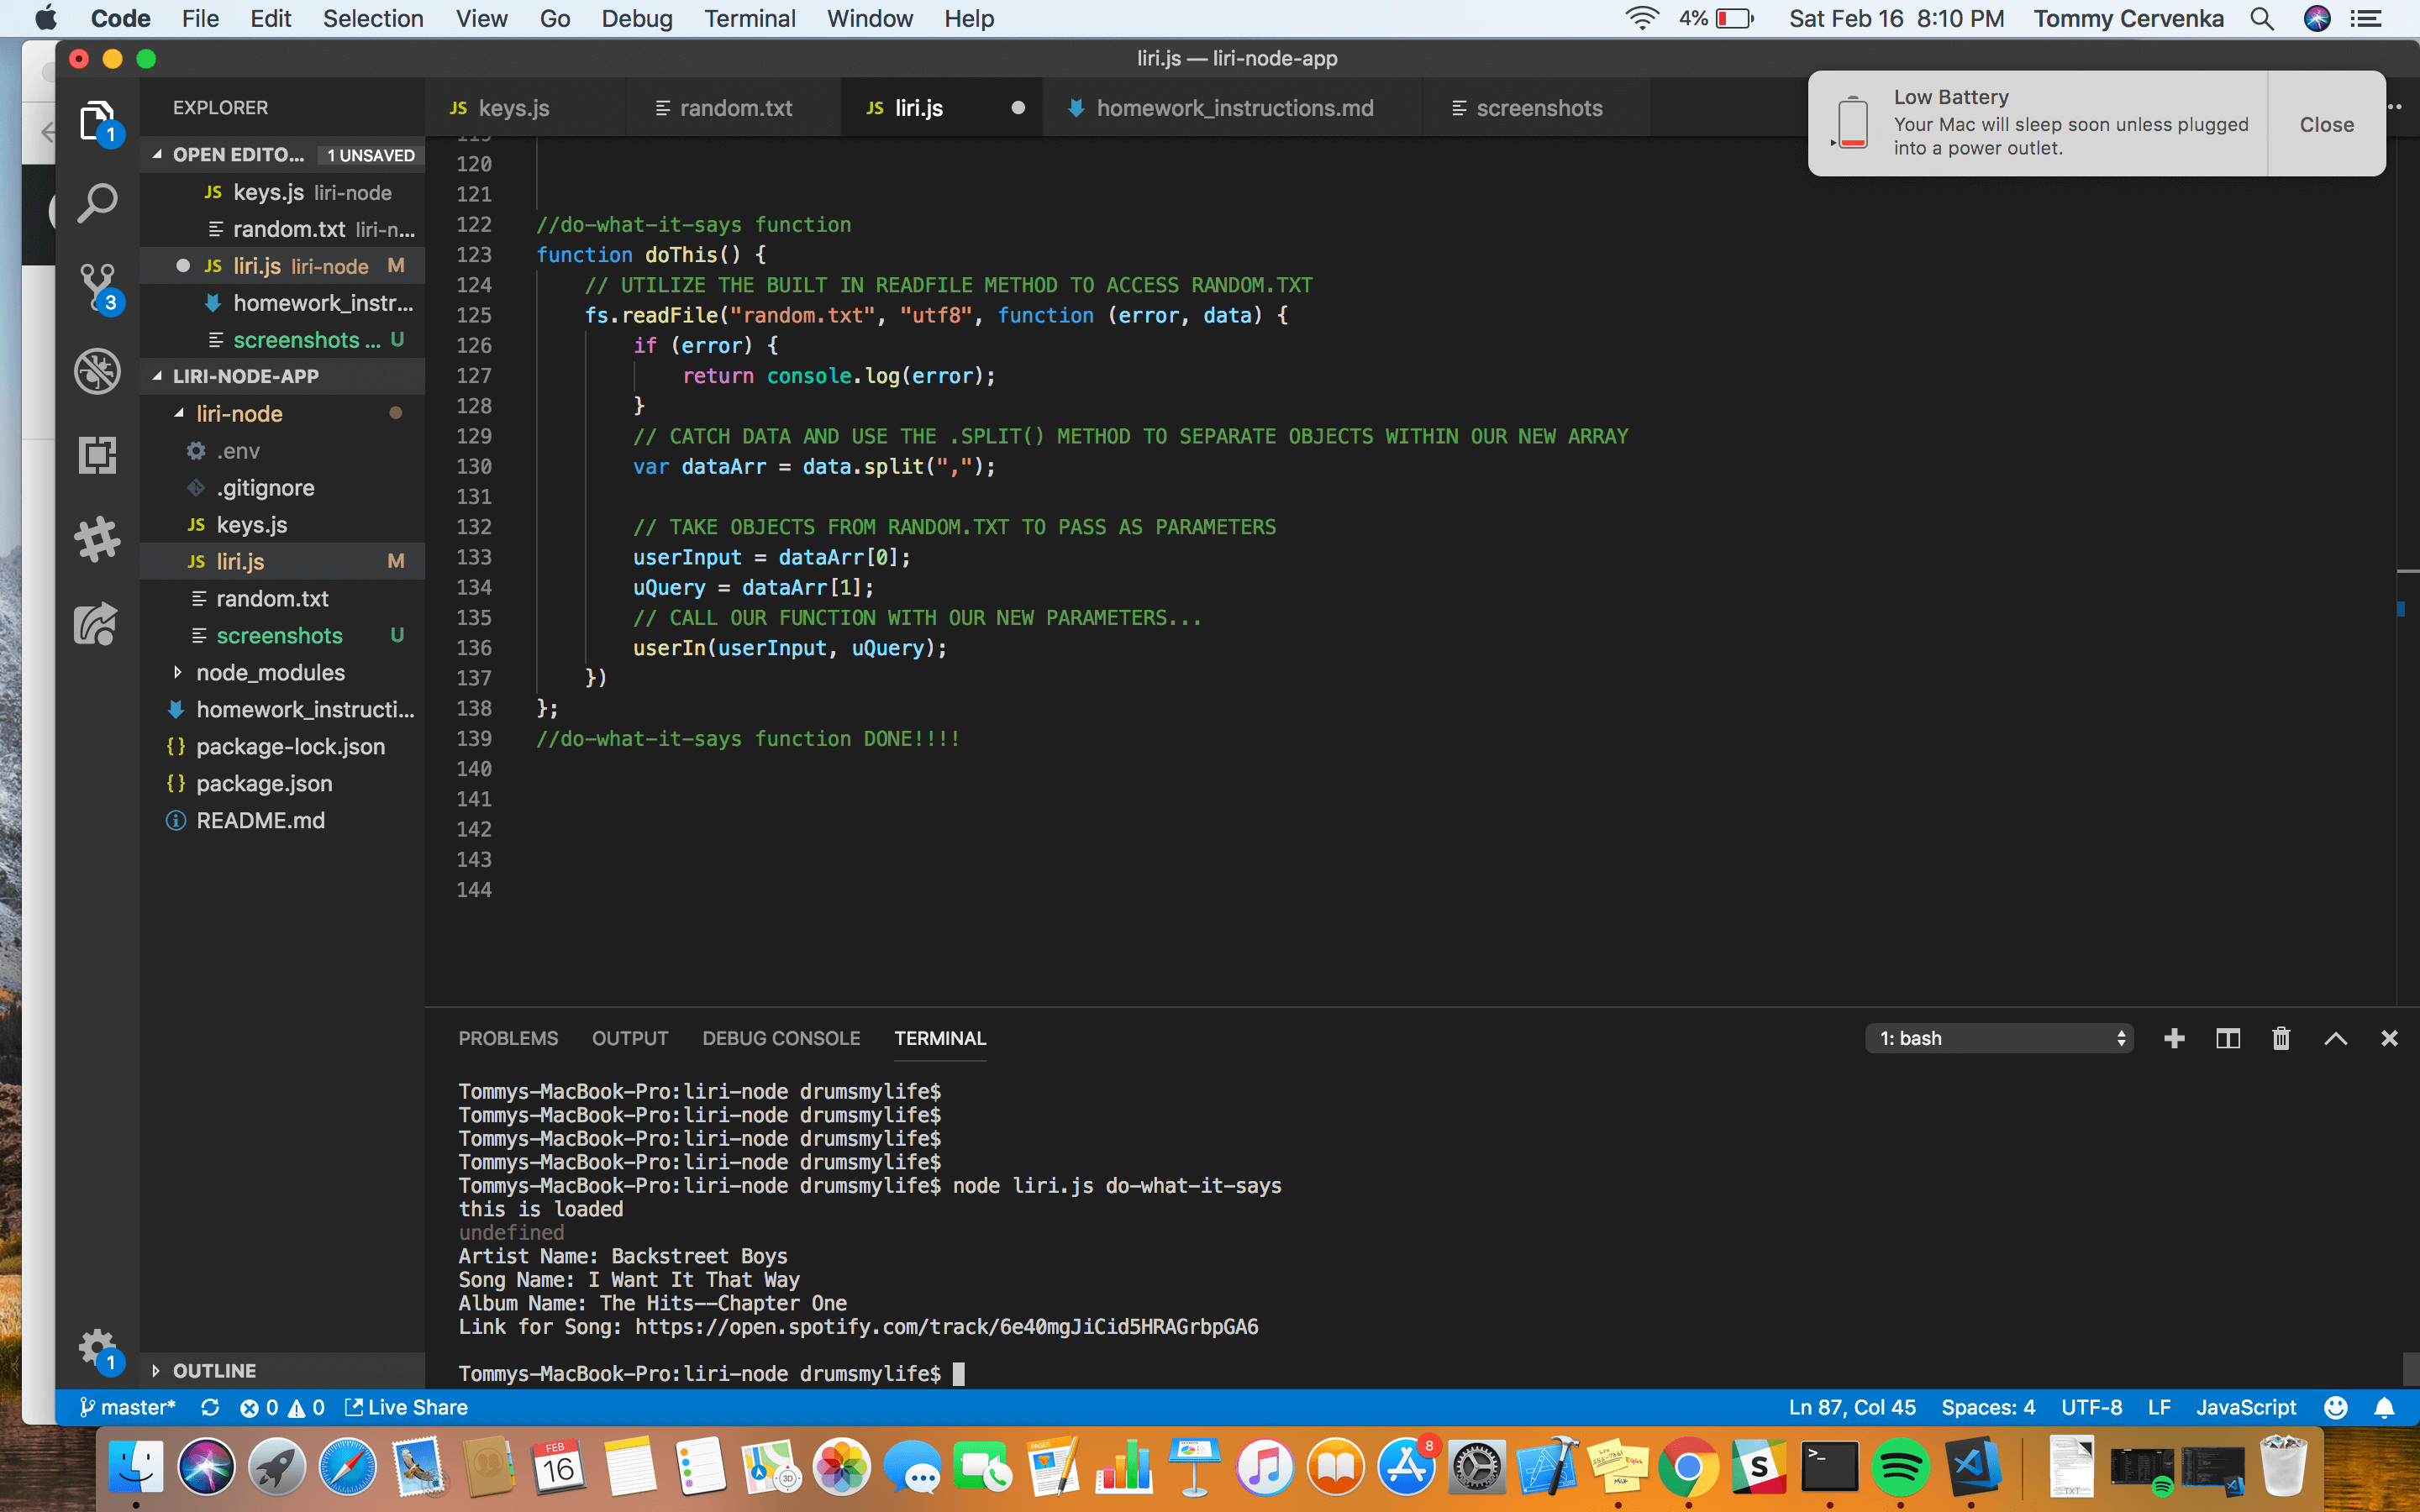 Code File Edit Selection View Go Debug Terminal Window Help 4% Sat Feb 16 8:10 PM Tommy Cervenka
liri.js — liri-node-app
Low Battery
Your Mac will sleep soon unless plugged
into a power outlet.
Close
EXPLORER
OPEN EDITO... 1 UNSAVED
JS keys.js liri-node
random.txt liri-n...
JS liri.js liri-node M
homework_instr...
screenshots ... U
LIRI-NODE-APP
liri-node
.env
.gitignore
JS keys.js
JS liri.js M
random.txt
screenshots U
node_modules
homework_instructi...
{} package-lock.json
{} package.json
README.md
OUTLINE
1
3
1
JS keys.js random.txt JS liri.js homework_instructions.md screenshots
119
120
121
122 //do-what-it-says function
123 function doThis() {
124 // UTILIZE THE BUILT IN READFILE METHOD TO ACCESS RANDOM.TXT
125 fs.readFile("random.txt", "utf8", function (error, data) {
126 if (error) {
127 return console.log(error);
128 }
129 // CATCH DATA AND USE THE .SPLIT() METHOD TO SEPARATE OBJECTS WITHIN OUR NEW ARRAY
130 var dataArr = data.split(",");
131
132 // TAKE OBJECTS FROM RANDOM.TXT TO PASS AS PARAMETERS
133 userInput = dataArr[0];
134 uQuery = dataArr[1];
135 // CALL OUR FUNCTION WITH OUR NEW PARAMETERS...
136 userIn(userInput, uQuery);
137 })
138 };
139 //do-what-it-says function DONE!!!!
140
141
142
143
144
PROBLEMS OUTPUT DEBUG CONSOLE TERMINAL 1: bash
Tommys-MacBook-Pro:liri-node drumsmylife$
Tommys-MacBook-Pro:liri-node drumsmylife$
Tommys-MacBook-Pro:liri-node drumsmylife$
Tommys-MacBook-Pro:liri-node drumsmylife$
Tommys-MacBook-Pro:liri-node drumsmylife$ node liri.js do-what-it-says
this is loaded
undefined
Artist Name: Backstreet Boys
Song Name: I Want It That Way
Album Name: The Hits--Chapter One
Link for Song: https://open.spotify.com/track/6e40mgJiCid5HRAGrbpGA6
Tommys-MacBook-Pro:liri-node drumsmylife$
master* 0 0 Live Share Ln 87, Col 45 Spaces: 4 UTF-8 LF JavaScript
FEB
16
3D
PAGES
8
S
>_
TXT